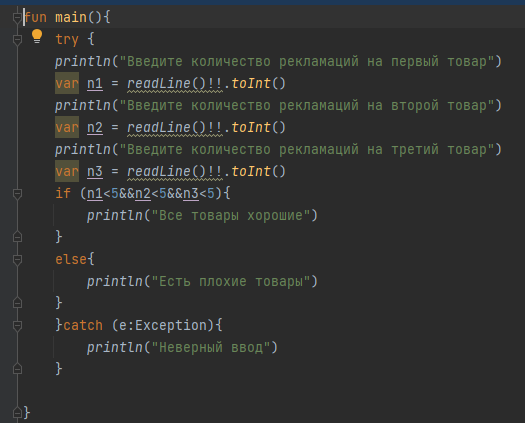 fun main(){
    try {
    println("Введите количество рекламаций на первый товар")
    var n1 = readLine()!!.toInt()
    println("Введите количество рекламаций на второй товар")
    var n2 = readLine()!!.toInt()
    println("Введите количество рекламаций на третий товар")
    var n3 = readLine()!!.toInt()
    if (n1<5&&n2<5&&n3<5){
        println("Все товары хорошие")
    }
    else{
        println("Есть плохие товары")
    }
    }catch (e:Exception){
        println("Неверный ввод")
    }
}